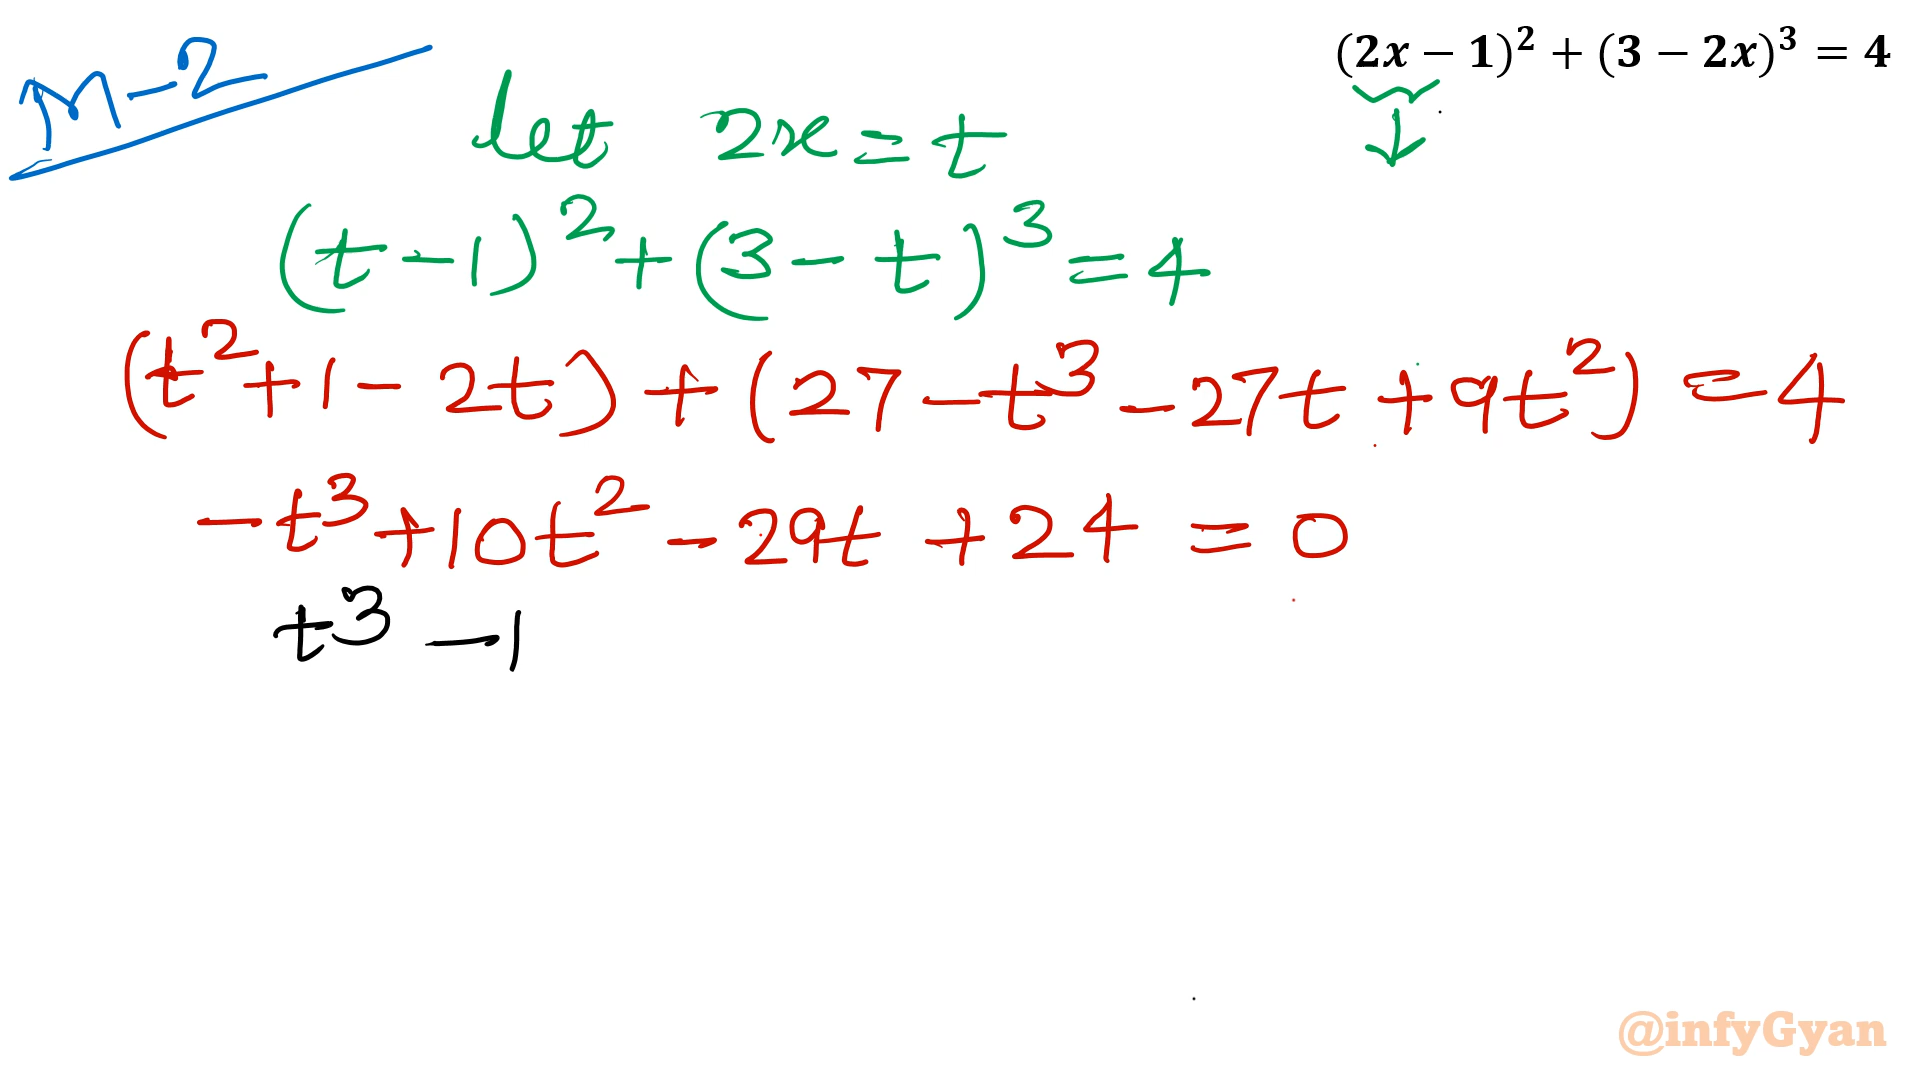 M-2
(2x − 1)² + (3 − 2x)³ = 4
let 2x = t
(t - 1)² + (3 - t)³ = 4
(t² + 1 - 2t) + (27 - t³ - 27t + 9t²) = 4
-t³ + 10t² - 29t + 24 = 0
t³ - 1
@infyGyan